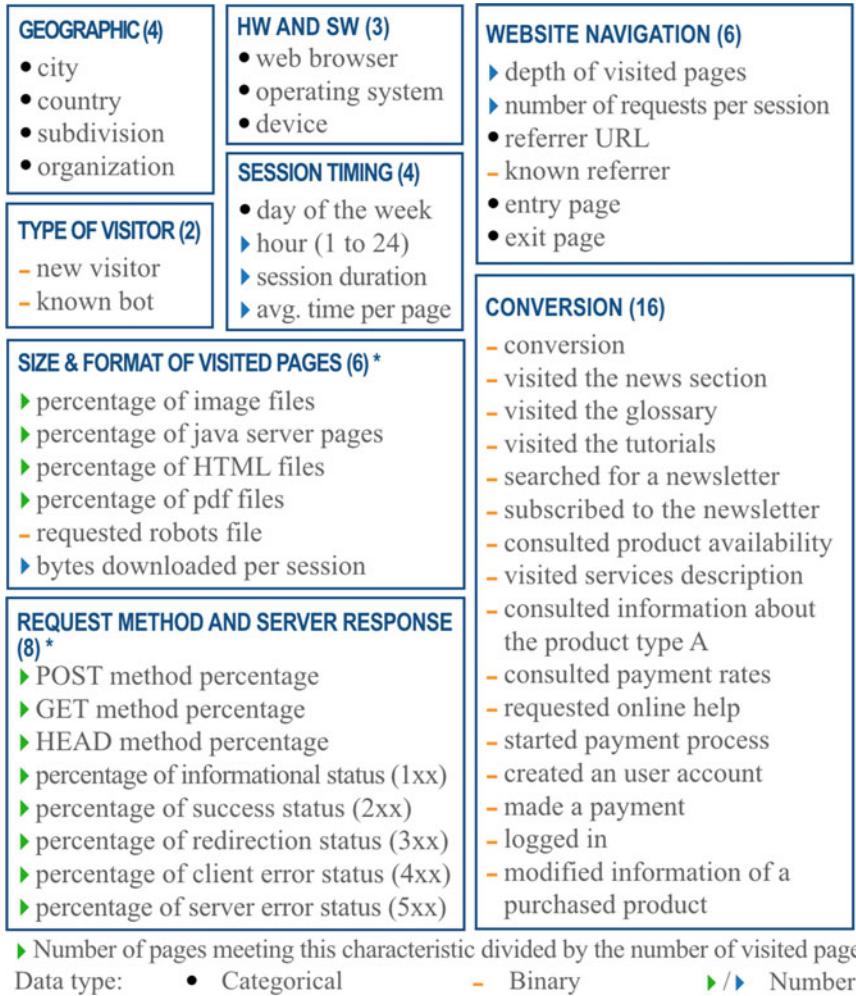 GEOGRAPHIC (4)
• city
• country
• subdivision
• organization
HW AND SW (3)
• web browser
• operating system
• device
WEBSITE NAVIGATION (6)
▸ depth of visited pages
▸ number of requests per session
• referrer URL
– known referrer
• entry page
• exit page
TYPE OF VISITOR (2)
– new visitor
– known bot
SESSION TIMING (4)
• day of the week
▸ hour (1 to 24)
▸ session duration
▸ avg. time per page
SIZE & FORMAT OF VISITED PAGES (6) *
▸ percentage of image files
▸ percentage of java server pages
▸ percentage of HTML files
▸ percentage of pdf files
– requested robots file
▸ bytes downloaded per session
CONVERSION (16)
– conversion
– visited the news section
– visited the glossary
– visited the tutorials
– searched for a newsletter
– subscribed to the newsletter
– consulted product availability
– visited services description
– consulted information about
the product type A
– consulted payment rates
– requested online help
– started payment process
– created an user account
– made a payment
– logged in
– modified information of a
purchased product
REQUEST METHOD AND SERVER RESPONSE
(8) *
▸ POST method percentage
▸ GET method percentage
▸ HEAD method percentage
▸ percentage of informational status (1xx)
▸ percentage of success status (2xx)
▸ percentage of redirection status (3xx)
▸ percentage of client error status (4xx)
▸ percentage of server error status (5xx)
▸ Number of pages meeting this characteristic divided by the number of visited page
Data type: • Categorical – Binary ▸/▸ Number